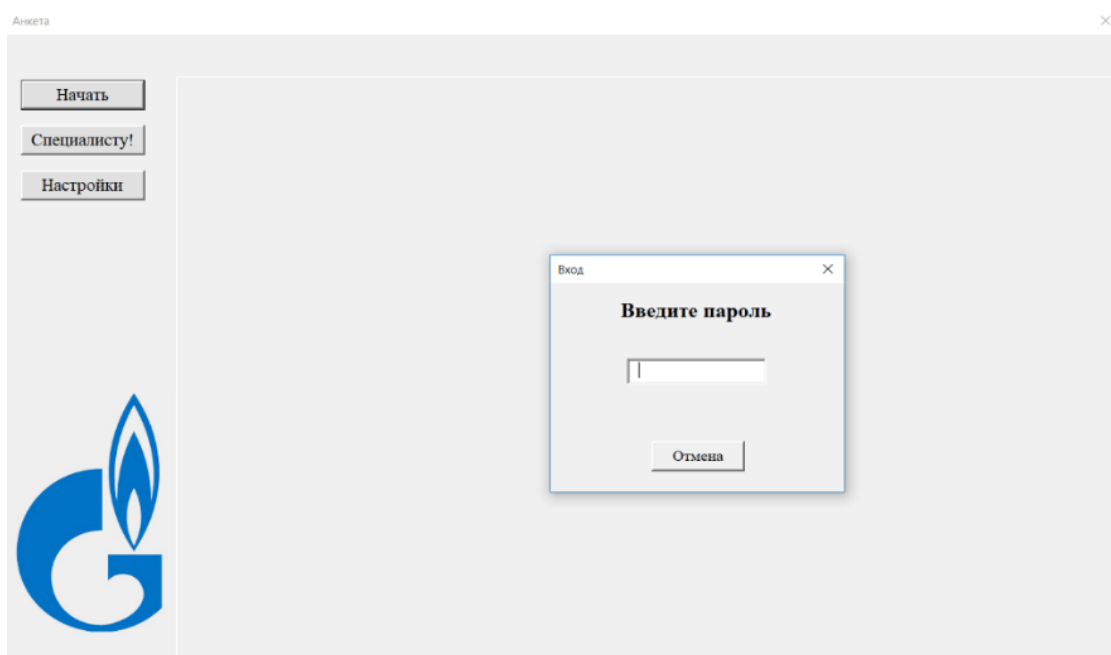 Анкета
Начать
Специалисту!
Настройки
Вход
Введите пароль
Отмена